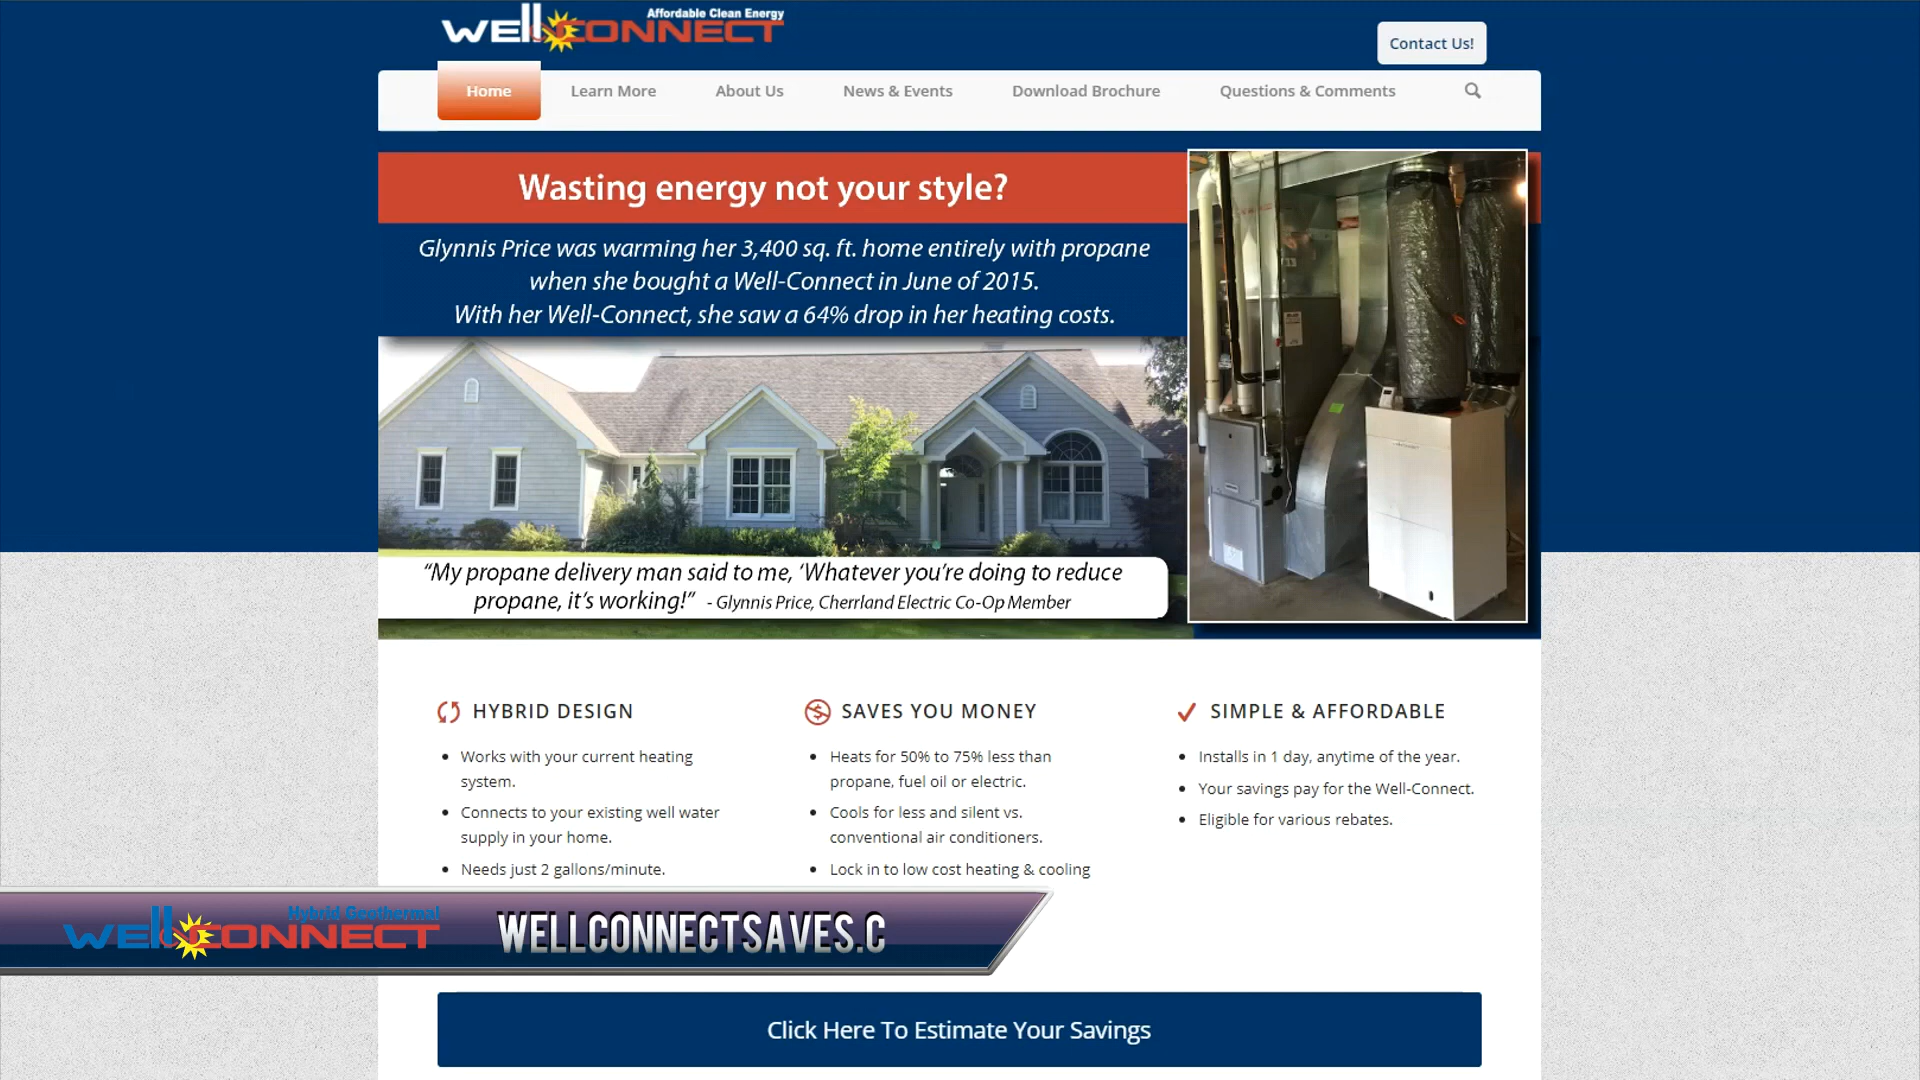 Affordable Clean Energy
WELL CONNECT
Contact Us!
Home
Learn More
About Us
News & Events
Download Brochure
Questions & Comments
Wasting energy not your style?
Glynnis Price was warming her 3,400 sq. ft. home entirely with propane
when she bought a Well-Connect in June of 2015.
With her Well-Connect, she saw a 64% drop in her heating costs.
“My propane delivery man said to me, ‘Whatever you’re doing to reduce
propane, it’s working!” - Glynnis Price, Cherrland Electric Co-Op Member
HYBRID DESIGN
Works with your current heating
system.
Connects to your existing well water
supply in your home.
Needs just 2 gallons/minute.
SAVES YOU MONEY
Heats for 50% to 75% less than
propane, fuel oil or electric.
Cools for less and silent vs.
conventional air conditioners.
Lock in to low cost heating & cooling
SIMPLE & AFFORDABLE
Installs in 1 day, anytime of the year.
Your savings pay for the Well-Connect.
Eligible for various rebates.
Hybrid Geothermal
WELL CONNECT
WELLCONNECTSAVES.C
Click Here To Estimate Your Savings